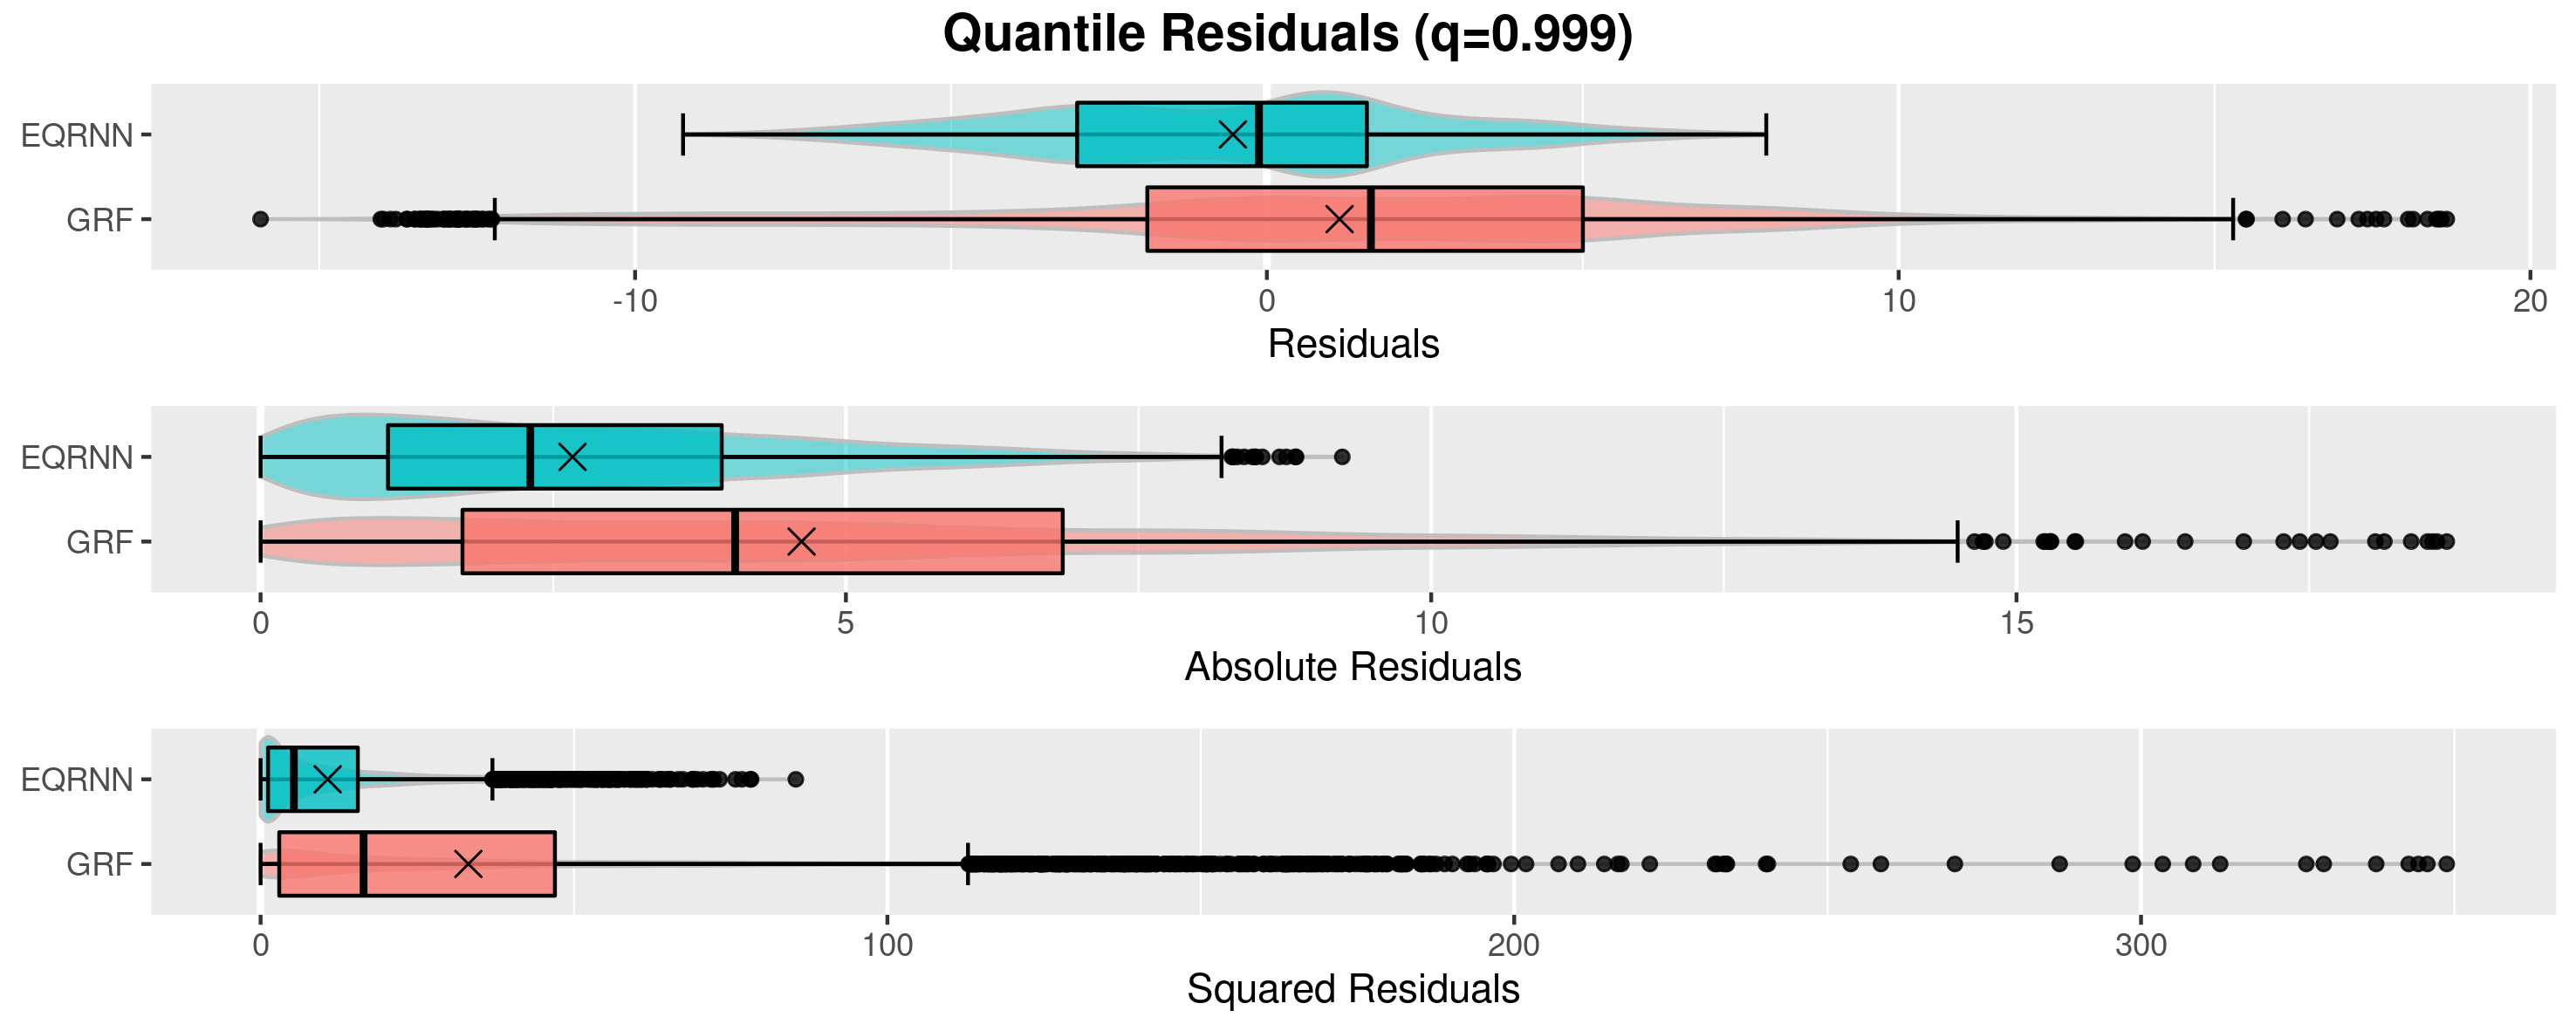 Quantile Residuals (q=0.999)
EQRNN
GRF
-10 0 10 20
Residuals
EQRNN
GRF
0 5 10 15
Absolute Residuals
EQRNN
GRF
0 100 200 300
Squared Residuals